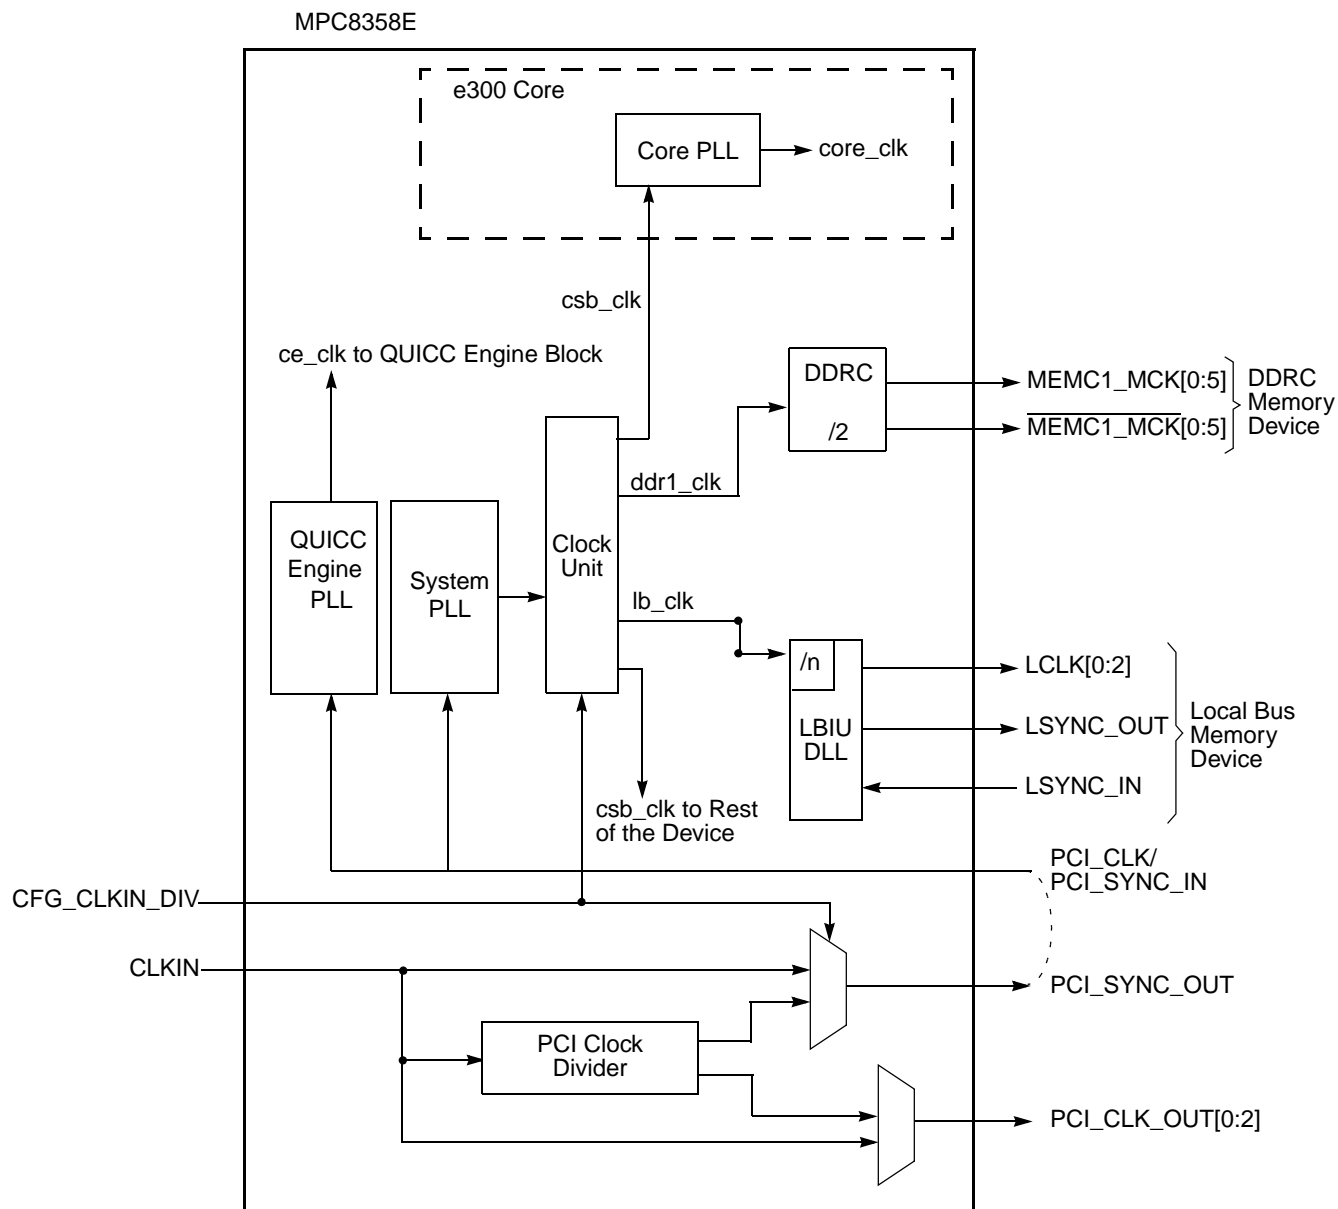 MPC8358E
e300 Core
Core PLL
core_clk
csb_clk
ce_clk to QUICC Engine Block
DDRC
/2
MEMC1_MCK[0:5]
MEMC1_MCK[0:5]
DDRC
Memory
Device
ddr1_clk
QUICC
Engine
PLL
System
PLL
Clock
Unit
lb_clk
/n
LBIU
DLL
LCLK[0:2]
LSYNC_OUT
LSYNC_IN
Local Bus
Memory
Device
csb_clk to Rest
of the Device
PCI_CLK/
PCI_SYNC_IN
CFG_CLKIN_DIV
CLKIN
PCI_SYNC_OUT
PCI Clock
Divider
PCI_CLK_OUT[0:2]